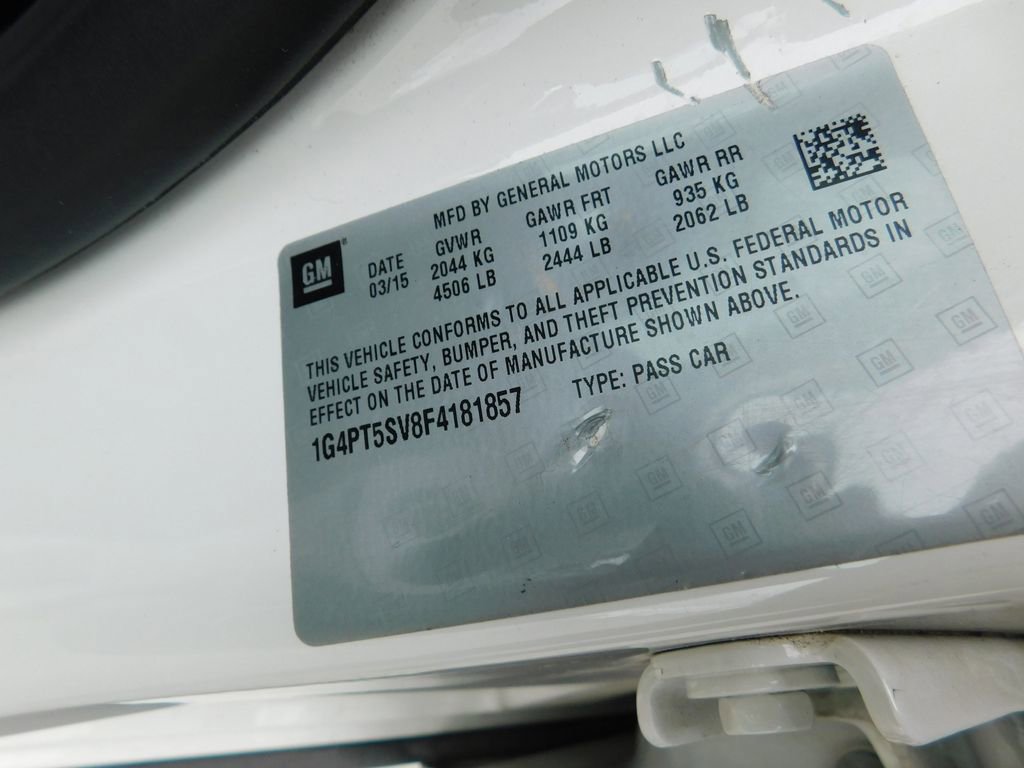 MFD BY GENERAL MOTORS LLC
GM DATE GVWR GAWR FRT GAWR RR
03/15 2044 KG 1109 KG 935 KG
4506 LB 2444 LB 2062 LB
THIS VEHICLE CONFORMS TO ALL APPLICABLE U.S. FEDERAL MOTOR
VEHICLE SAFETY, BUMPER, AND THEFT PREVENTION STANDARDS IN
EFFECT ON THE DATE OF MANUFACTURE SHOWN ABOVE.
1G4PT5SV8F4181857 TYPE: PASS CAR